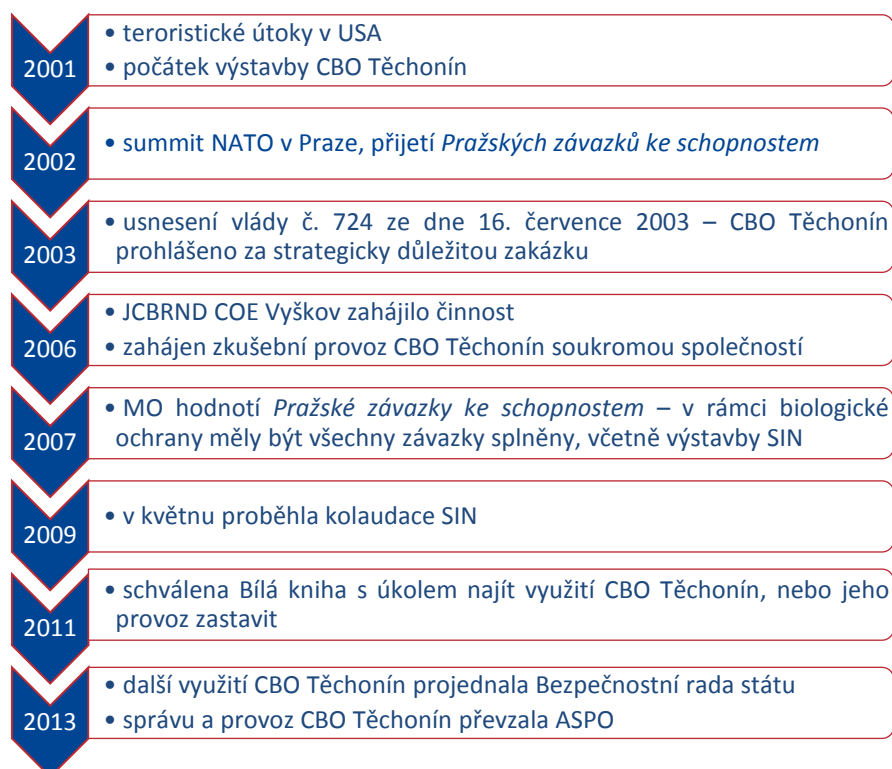 2001
• teroristické útoky v USA
• počátek výstavby CBO Těchonín
2002
• summit NATO v Praze, přijetí Pražských závazků ke schopnostem
2003
• usnesení vlády č. 724 ze dne 16. července 2003 – CBO Těchonín
prohlášeno za strategicky důležitou zakázku
2006
• JCBRND COE Vyškov zahájilo činnost
• zahájen zkušební provoz CBO Těchonín soukromou společností
2007
• MO hodnotí Pražské závazky ke schopnostem – v rámci biologické
ochrany měly být všechny závazky splněny, včetně výstavby SIN
2009
• v květnu proběhla kolaudace SIN
2011
• schválena Bílá kniha s úkolem najít využití CBO Těchonín, nebo jeho
provoz zastavit
2013
• další využití CBO Těchonín projednala Bezpečnostní rada státu
• správu a provoz CBO Těchonín převzala ASPO